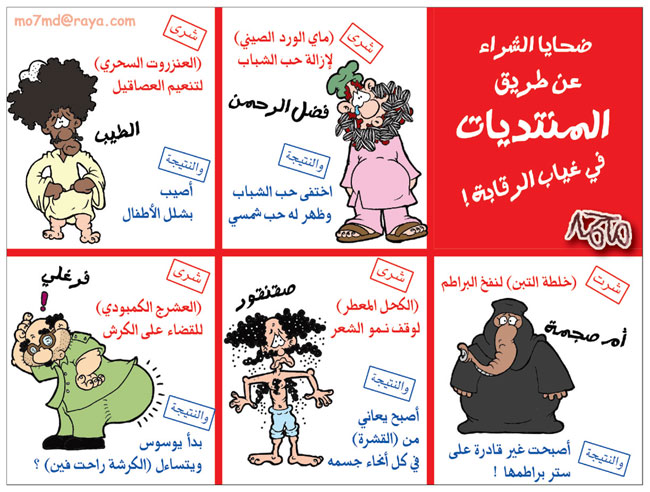 mo7md@raya.com
ضحايا الشراء
عن طريق
المنتديات
في غياب الرقابة !
شرى
(ماي الورد الصيني)
لإزالة حب الشباب
فضل الرحمن
والنتيجة
اختفى حب الشباب
وظهر له حب شمسي
شرى
(العنزروت السحري)
لتنعيم العصاقيل
الطيب
والنتيجة
أصيب
بشلل الأطفال
شرت
(خلطة التبن) لنفخ البراطم
أم صجمة
والنتيجة
أصبحت غير قادرة على
ستر براطمها !
شرى
(الكحل المعطر)
لوقف نمو الشعر
صقنقور
والنتيجة
أصبح يعاني
من (القشرة)
في كل أنحاء جسمه
شرى
(العشرج الكمبودي)
للقضاء على الكرش
فرغلي
!
والنتيجة
بدأ يوسوس
ويتساءل (الكرشة راحت فين) ؟